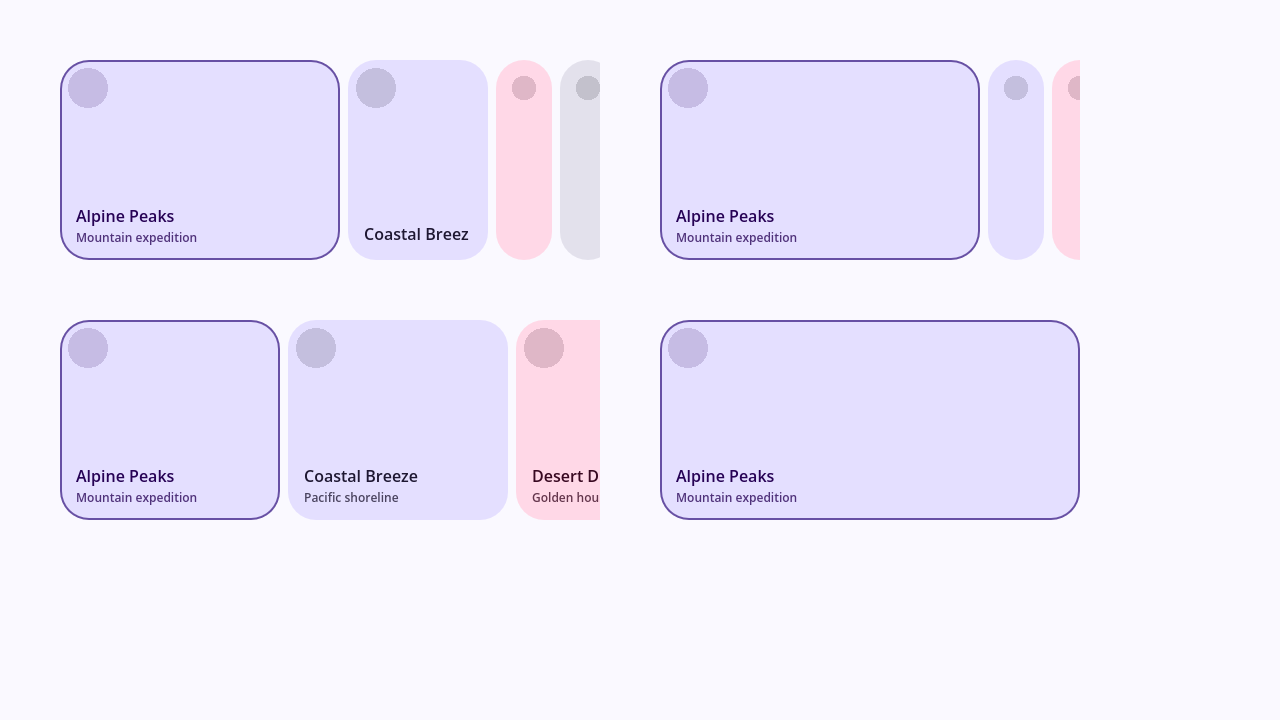 Alpine Peaks
Mountain expedition
Coastal Breez
Alpine Peaks
Mountain expedition
Alpine Peaks
Mountain expedition
Coastal Breeze
Pacific shoreline
Desert D
Golden hou
Alpine Peaks
Mountain expedition